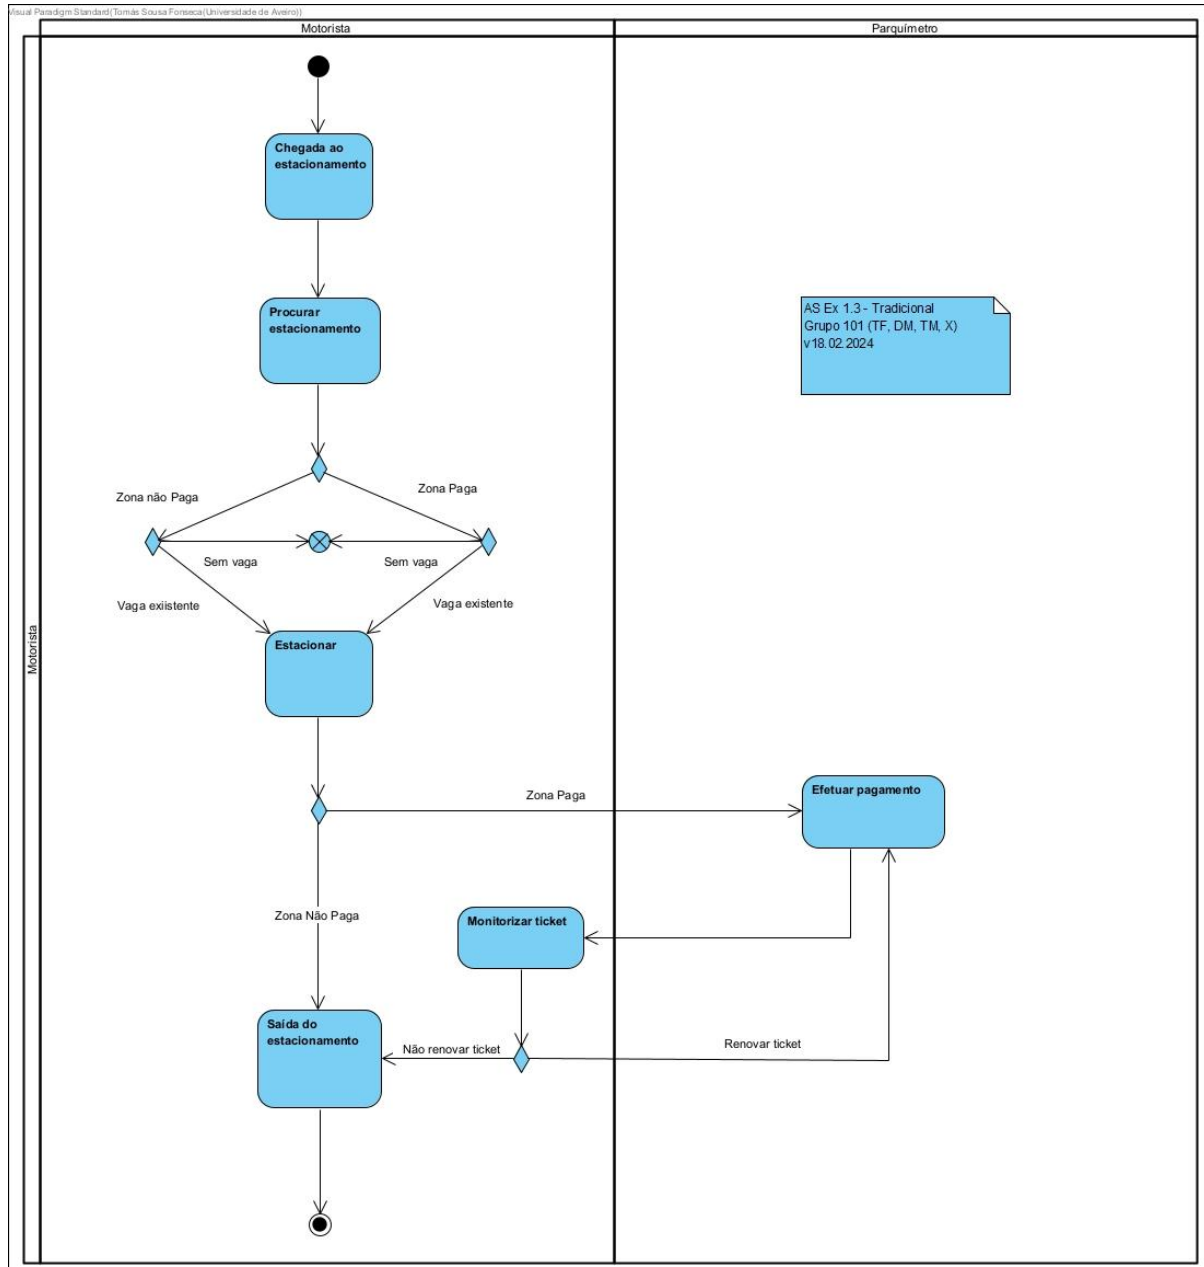 Visual Paradigm Standard(Tomás Sousa Fonseca(Universidade de Aveiro))
Motorista
Parquímetro
Motorista
Chegada ao
estacionamento
Procurar
estacionamento
AS Ex 1.3 - Tradicional
Grupo 101 (TF, DM, TM, X)
v18.02.2024
Zona não Paga
Zona Paga
Sem vaga
Sem vaga
Vaga exiistente
Vaga existente
Estacionar
Zona Paga
Efetuar pagamento
Zona Não Paga
Monitorizar ticket
Saída do
estacionamento
Não renovar ticket
Renovar ticket